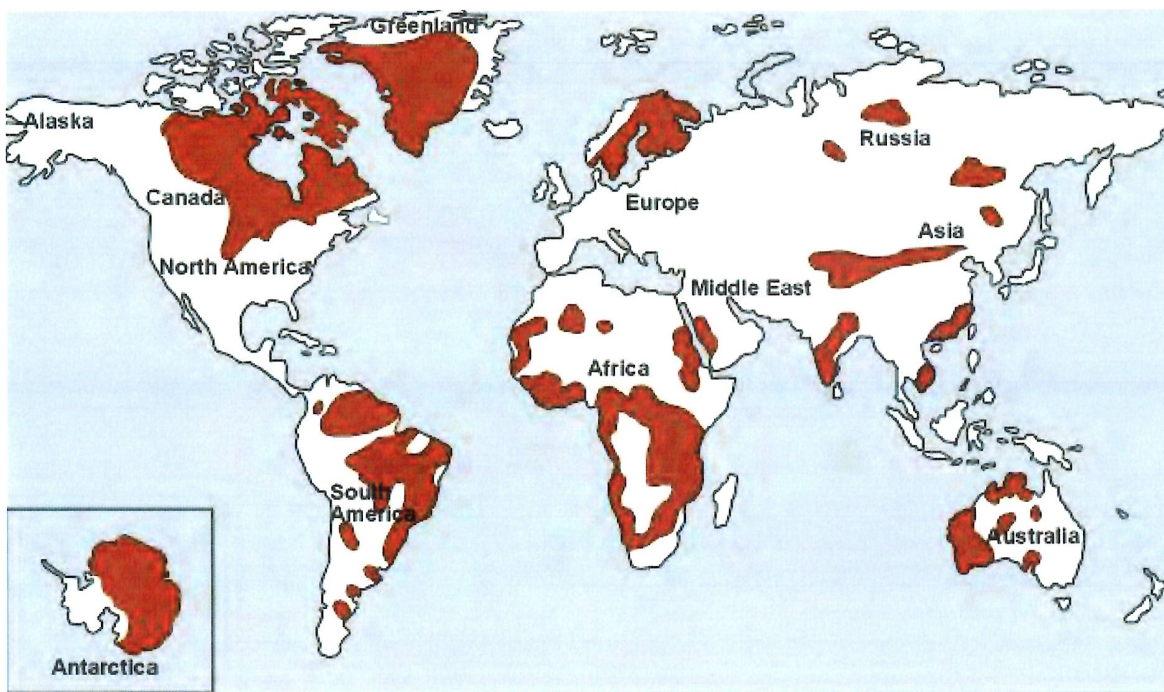 Greenland
Alaska
Russia
Canada
Europe
Asia
North America
Middle East
Africa
South
America
Australia
Antarctica